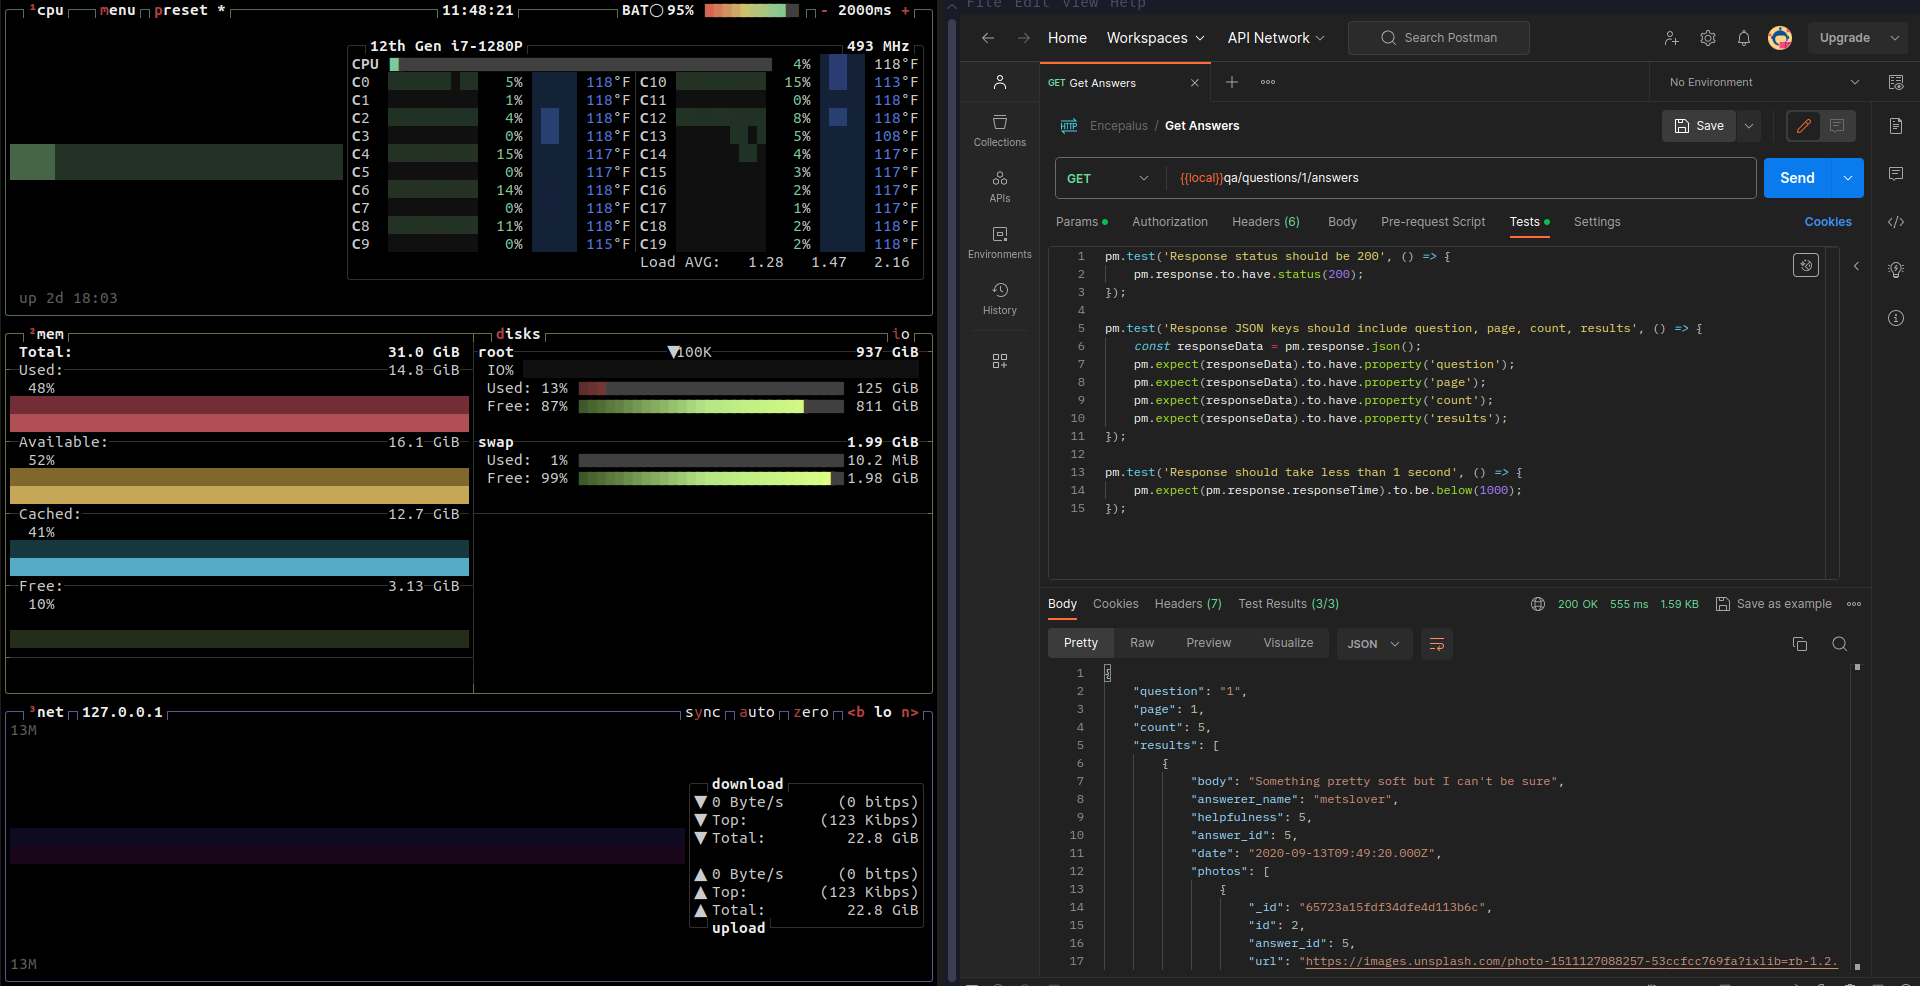 ¹cpu menu preset * 11:48:21 BAT 95% - 2000ms +
12th Gen i7-1280P 493 MHz
CPU 4% 118°F
C0 5% 118°F C10 15% 113°F
C1 1% 118°F C11 0% 118°F
C2 4% 118°F C12 8% 118°F
C3 0% 118°F C13 5% 108°F
C4 15% 117°F C14 4% 117°F
C5 0% 117°F C15 3% 117°F
C6 14% 118°F C16 2% 118°F
C7 0% 118°F C17 1% 117°F
C8 11% 118°F C18 2% 118°F
C9 0% 115°F C19 2% 118°F
Load AVG: 1.28 1.47 2.16
up 2d 18:03
²mem
Total: 31.0 GiB
Used: 14.8 GiB
48%
Available: 16.1 GiB
52%
Cached: 12.7 GiB
41%
Free: 3.13 GiB
10%
disks io
root ▼100K 937 GiB
IO%
Used: 13% 125 GiB
Free: 87% 811 GiB
swap 1.99 GiB
Used: 1% 10.2 MiB
Free: 99% 1.98 GiB
³net 127.0.0.1 sync auto zero <b lo n>
13M
download
▼ 0 Byte/s (0 bitps)
▼ Top: (123 Kibps)
▼ Total: 22.8 GiB
▲ 0 Byte/s (0 bitps)
▲ Top: (123 Kibps)
▲ Total: 22.8 GiB
upload
13M
File Edit View Help
Home Workspaces API Network Search Postman Upgrade
GET Get Answers No Environment
HTTP Encepalus / Get Answers Save
Collections
APIs
Environments
History
GET {{local}}qa/questions/1/answers Send
Params Authorization Headers (6) Body Pre-request Script Tests Settings Cookies
1 pm.test('Response status should be 200', () => {
2 pm.response.to.have.status(200);
3 });
4
5 pm.test('Response JSON keys should include question, page, count, results', () => {
6 const responseData = pm.response.json();
7 pm.expect(responseData).to.have.property('question');
8 pm.expect(responseData).to.have.property('page');
9 pm.expect(responseData).to.have.property('count');
10 pm.expect(responseData).to.have.property('results');
11 });
12
13 pm.test('Response should take less than 1 second', () => {
14 pm.expect(pm.response.responseTime).to.be.below(1000);
15 });
Body Cookies Headers (7) Test Results (3/3) 200 OK 555 ms 1.59 KB Save as example
Pretty Raw Preview Visualize JSON
1 {
2 "question": "1",
3 "page": 1,
4 "count": 5,
5 "results": [
6 {
7 "body": "Something pretty soft but I can't be sure",
8 "answerer_name": "metslover",
9 "helpfulness": 5,
10 "answer_id": 5,
11 "date": "2020-09-13T09:49:20.000Z",
12 "photos": [
13 {
14 "_id": "65723a15fdf34dfe4d113b6c",
15 "id": 2,
16 "answer_id": 5,
17 "url": "https://images.unsplash.com/photo-1511127088257-53ccfcc769fa?ixlib=rb-1.2.